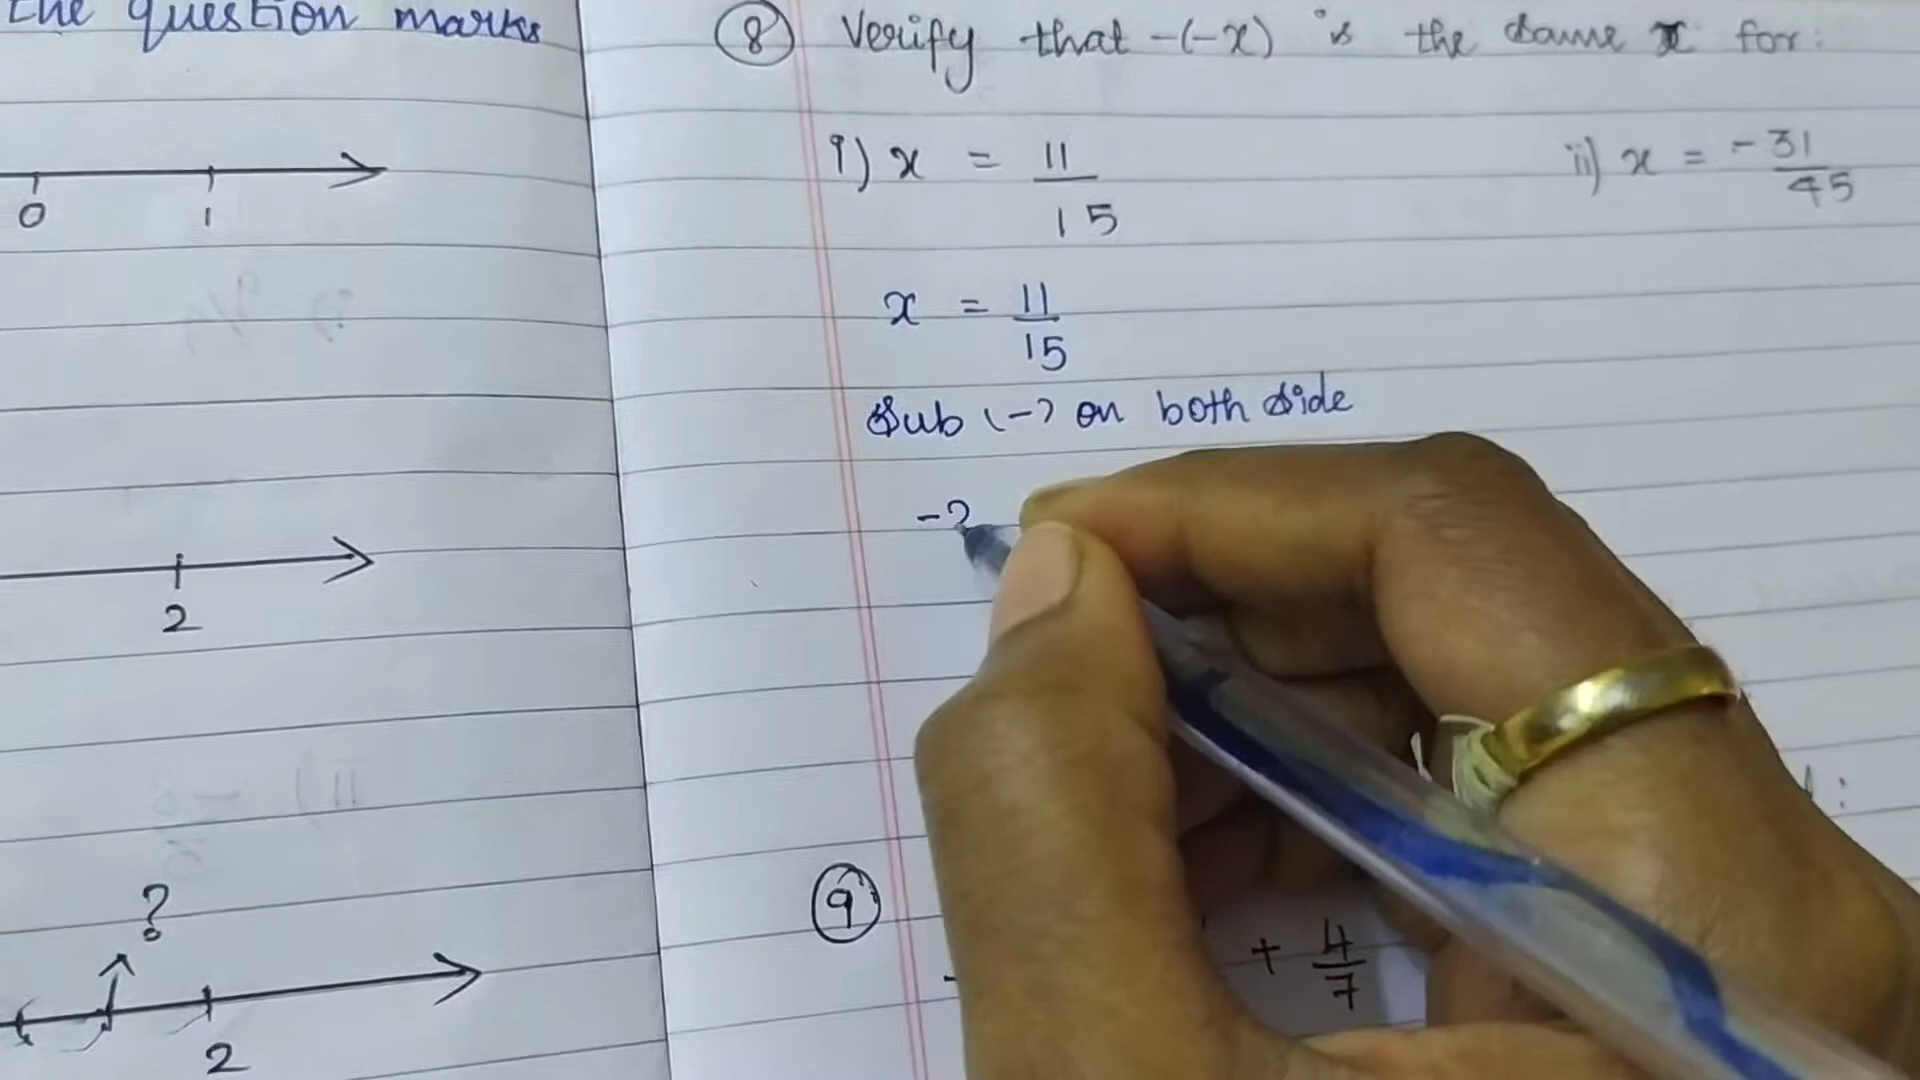 the question marks
0 1
2
?
2
8 Verify that -(-x) is the same x for:
i) x = 11/15 ii) x = -31/45
x = 11/15
Sub (-) on both side
-
9
+ 4/7